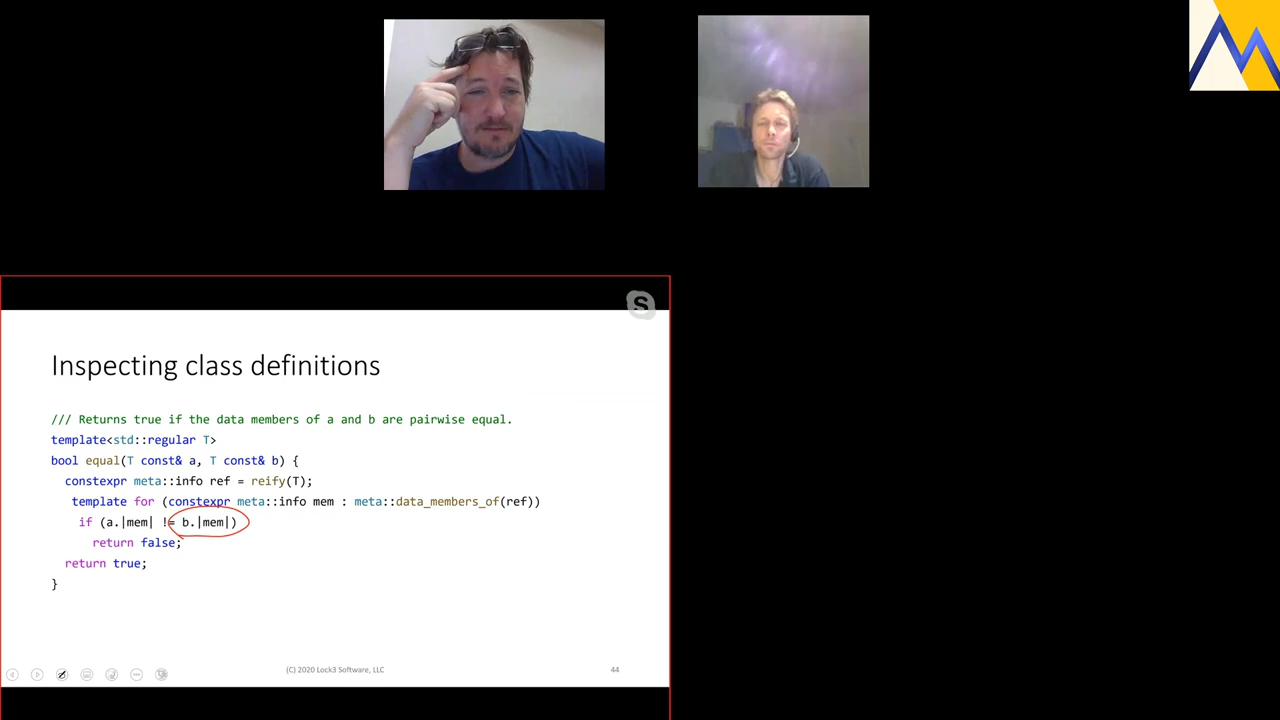 S
Inspecting class definitions
/// Returns true if the data members of a and b are pairwise equal.
template<std::regular T>
bool equal(T const& a, T const& b) {
constexpr meta::info ref = reify(T);
template for (constexpr meta::info mem : meta::data_members_of(ref))
if (a.|mem| != b.|mem|)
return false;
return true;
}
(C) 2020 Lock3 Software, LLC
44